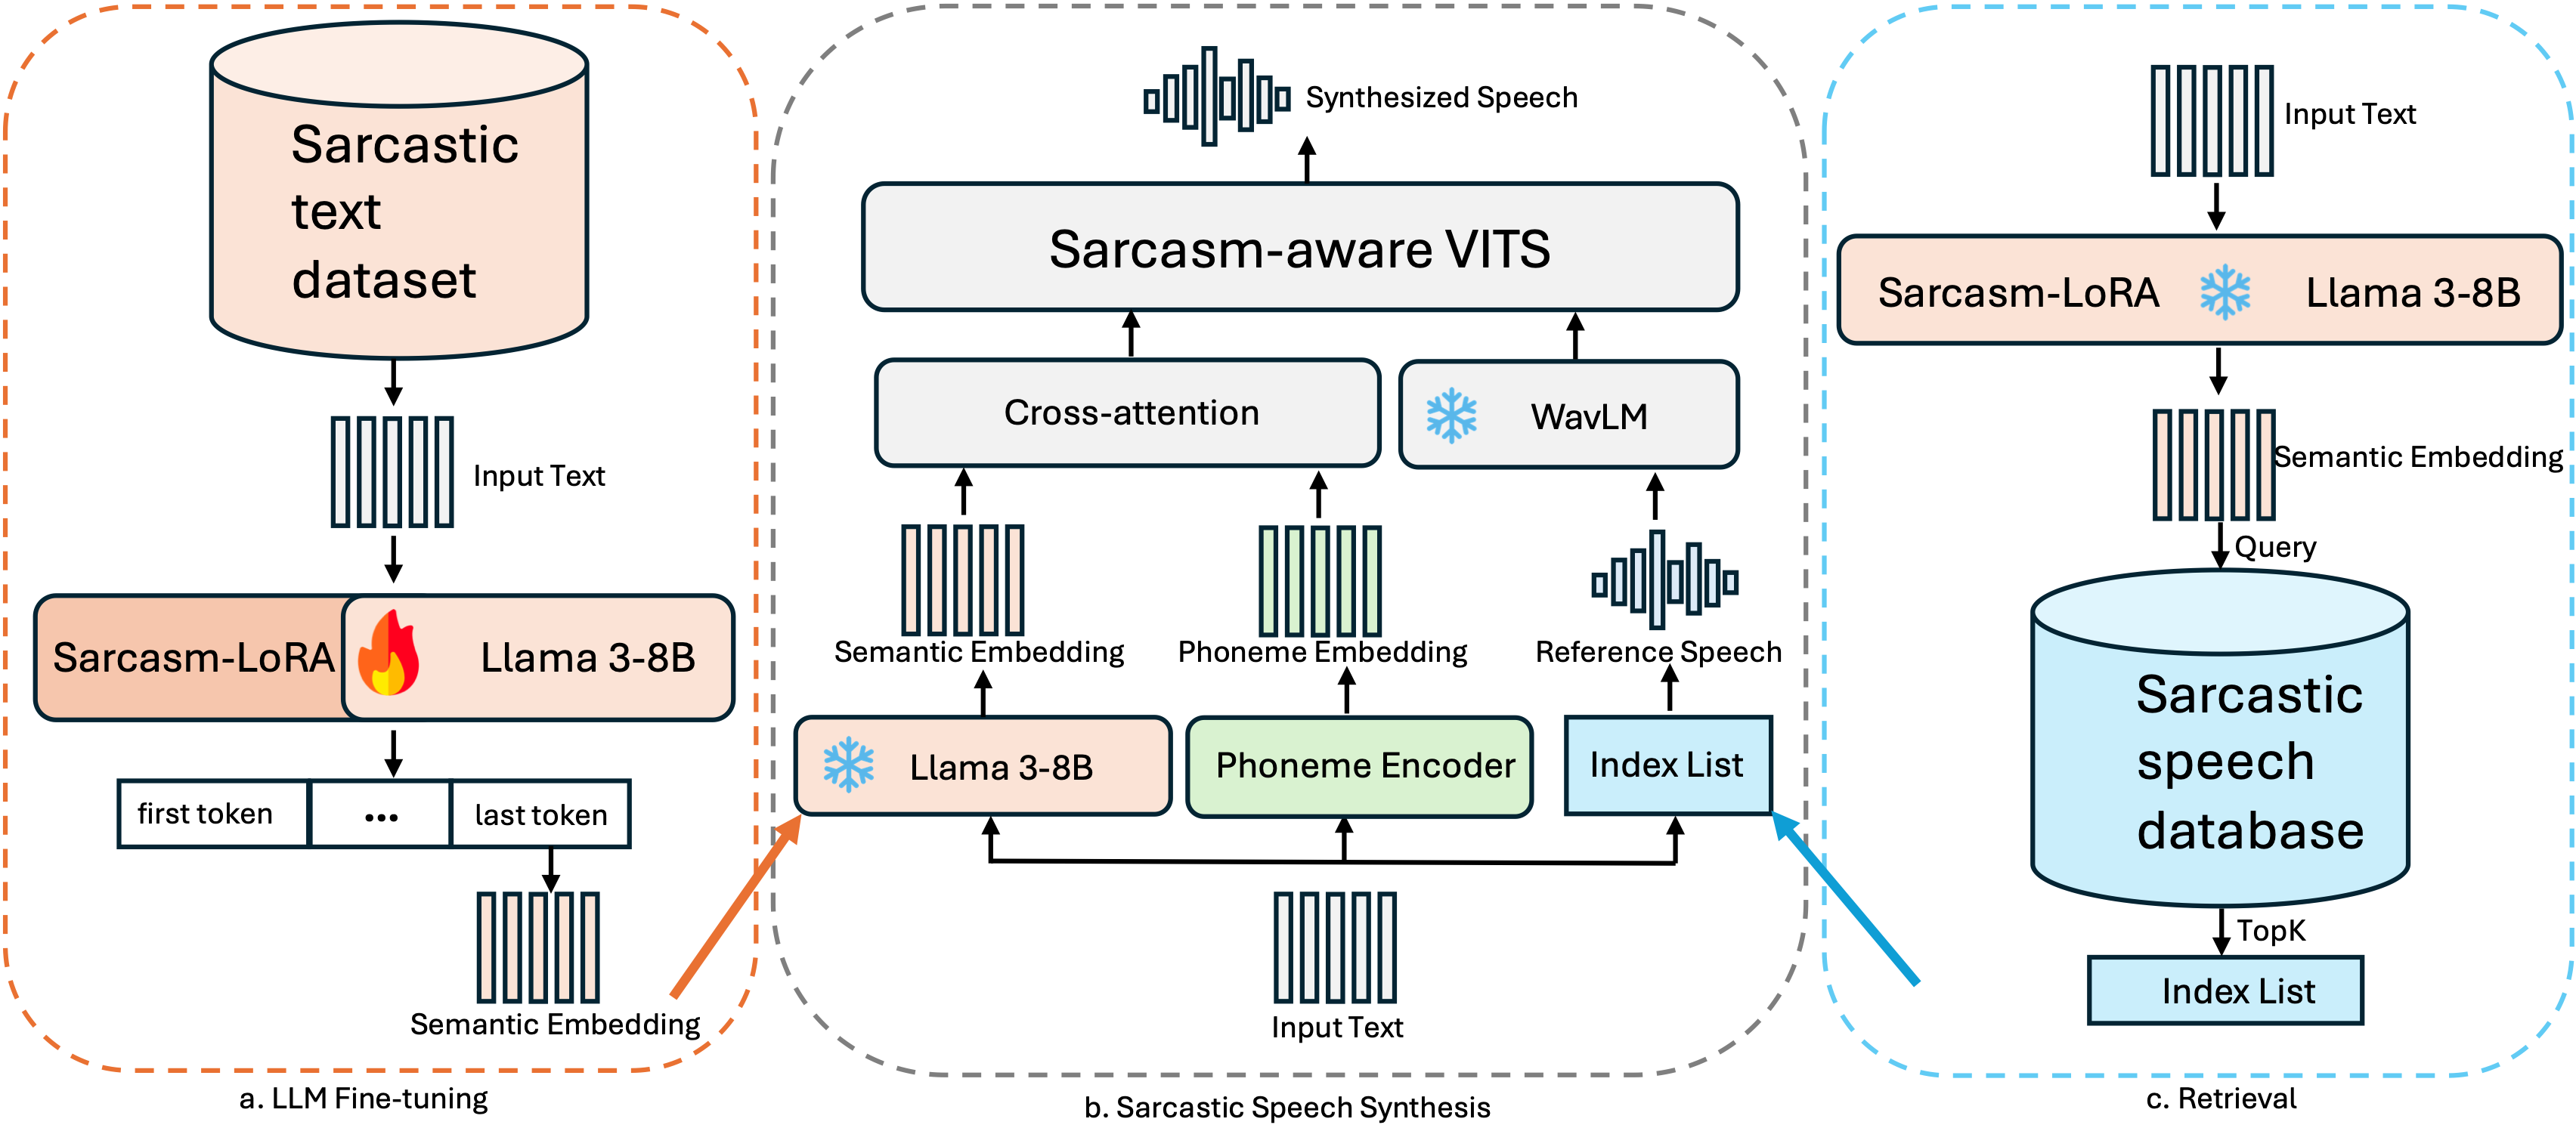 Sarcastic
text
dataset
Input Text
Sarcasm-LoRA
Llama 3-8B
first token
...
last token
Semantic Embedding
a. LLM Fine-tuning
Synthesized Speech
Sarcasm-aware VITS
Cross-attention
WavLM
Semantic Embedding
Phoneme Embedding
Reference Speech
Llama 3-8B
Phoneme Encoder
Index List
Input Text
b. Sarcastic Speech Synthesis
Input Text
Sarcasm-LoRA
Llama 3-8B
Semantic Embedding
Query
Sarcastic
speech
database
TopK
Index List
c. Retrieval